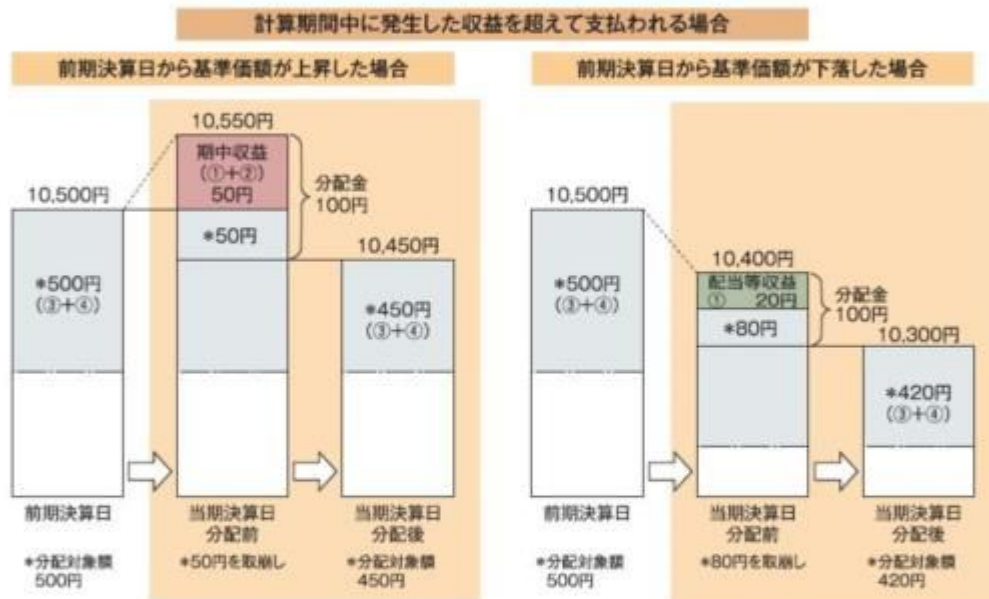 計算期間中に発生した収益を超えて支払われる場合
前期決算日から基準価額が上昇した場合
10,550円
期中収益
(①+②)
50円
分配金
100円
10,500円
*50円
10,450円
*500円
(③+④)
*450円
(③+④)
前期決算日
当期決算日
分配前
当期決算日
分配後
*分配対象額
500円
*50円を取崩し
*分配対象額
450円
前期決算日から基準価額が下落した場合
10,500円
10,400円
配当等収益
① 20円
分配金
100円
*500円
(③+④)
*80円
10,300円
*420円
(③+④)
前期決算日
当期決算日
分配前
当期決算日
分配後
*分配対象額
500円
*80円を取崩し
*分配対象額
420円